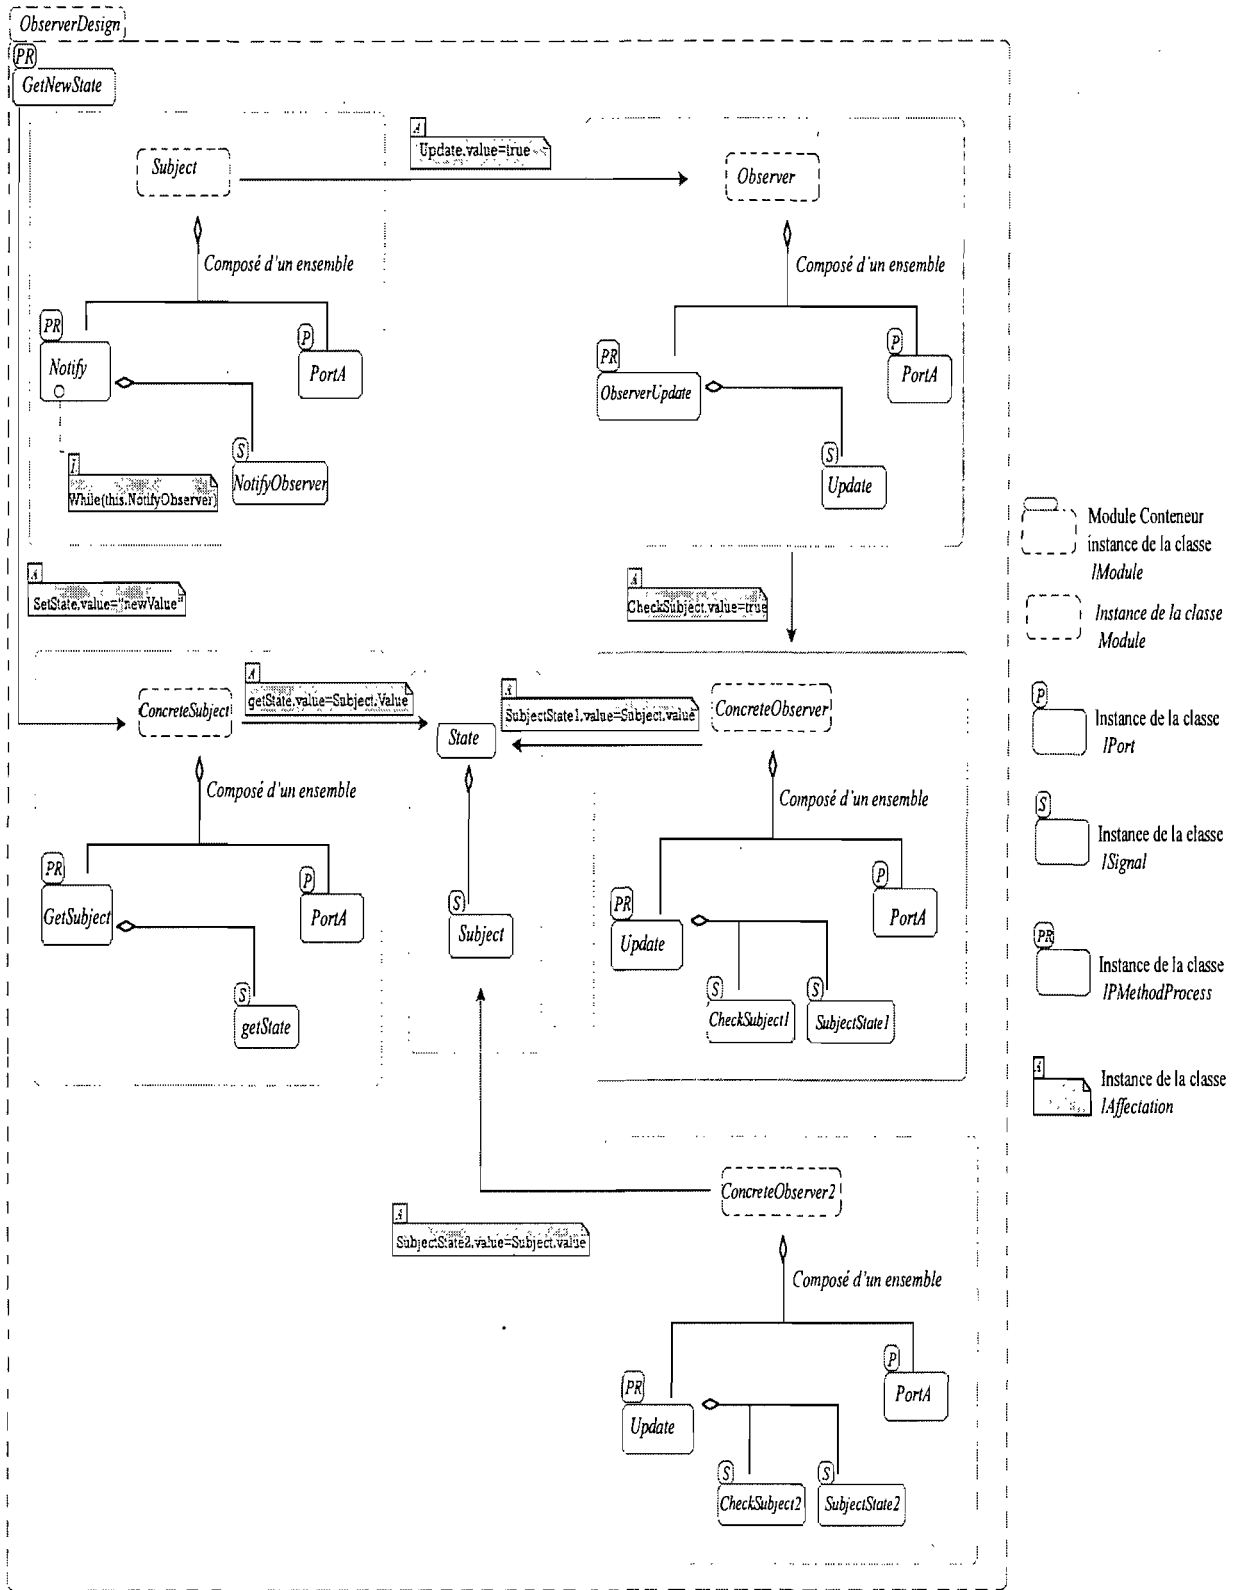 ObserverDesign
PR
GetNewState
A
Update.value=true
Subject
Observer
Composé d'un ensemble
Composé d'un ensemble
PR
Notify
P
PortA
PR
ObserverUpdate
P
PortA
S
NotifyObserver
While(this.NotifyObserver)
S
Update
A
SetState.value="newValue"
A
CheckSubject.value=true
Module Conteneur
instance de la classe
IModule
Instance de la classe
Module
P
Instance de la classe
IPort
S
Instance de la classe
ISignal
PR
Instance de la classe
IPMethodProcess
A
Instance de la classe
IAffectation
ConcreteSubject
A
getState.value=Subject.Value
State
A
SubjectState1.value=Subject.value
ConcreteObserver
Composé d'un ensemble
Composé d'un ensemble
PR
GetSubject
P
PortA
S
getState
S
Subject
PR
Update
P
PortA
S
CheckSubject1
S
SubjectState1
A
SubjectState2.value=Subject.value
ConcreteObserver2
Composé d'un ensemble
PR
Update
P
PortA
S
CheckSubject2
S
SubjectState2